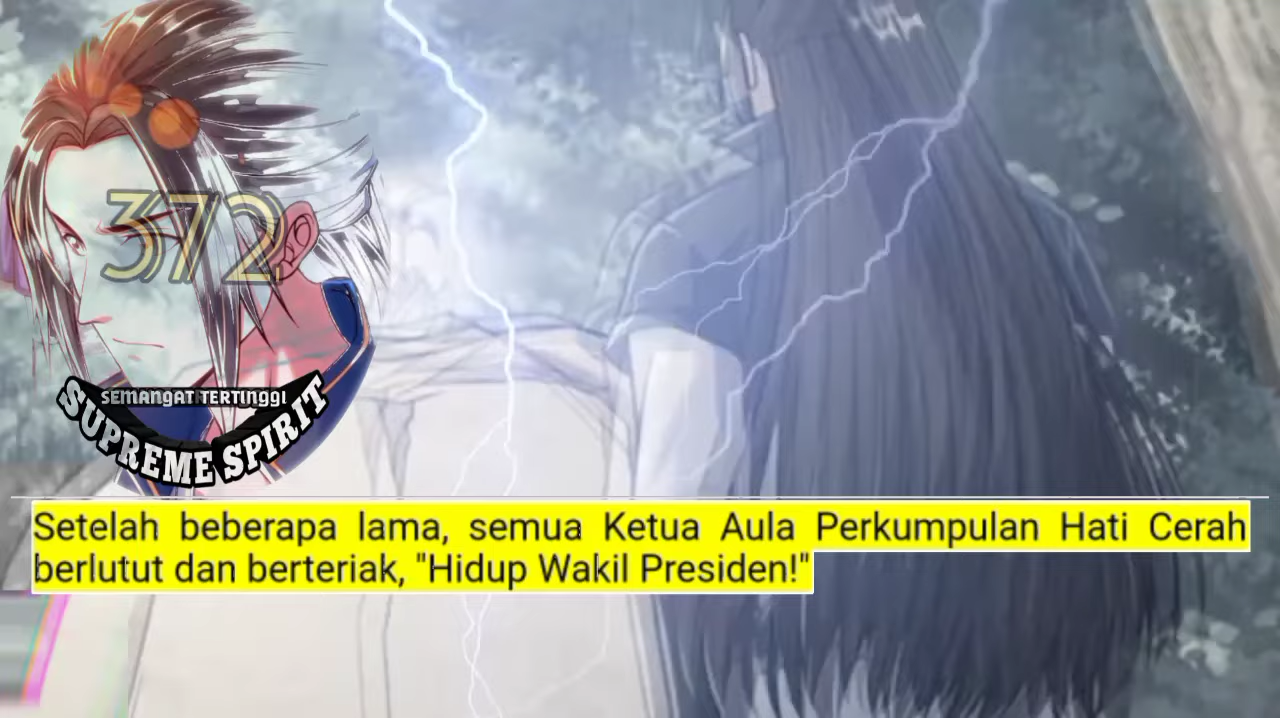 372
SEMANGAT TERTINGGI
SUPREME SPIRIT
Setelah beberapa lama, semua Ketua Aula Perkumpulan Hati Cerah
berlutut dan berteriak, "Hidup Wakil Presiden!"